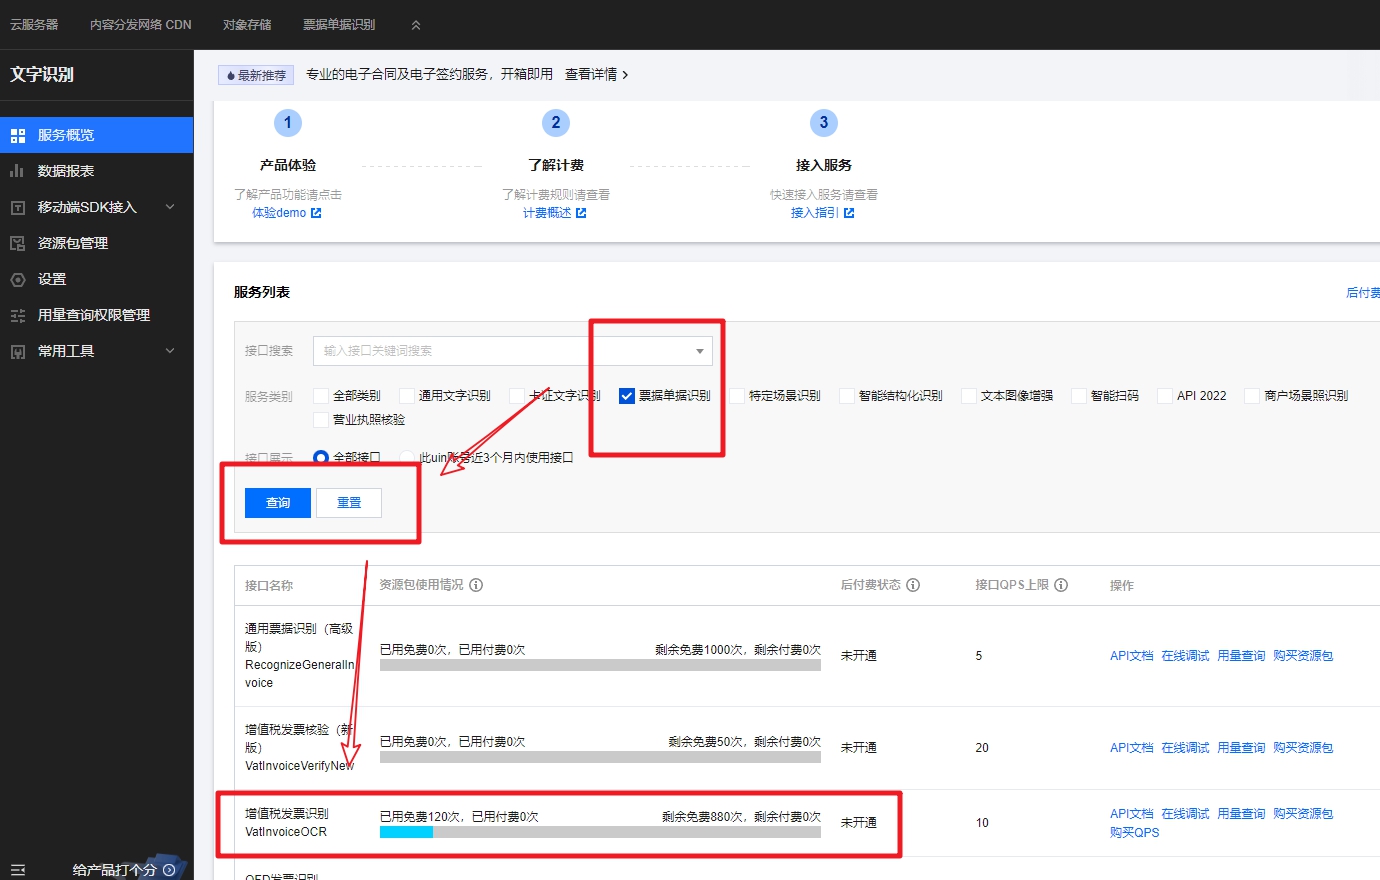 云服务器 内容分发网络 CDN 对象存储 票据单据识别
文字识别
服务概览
数据报表
移动端SDK接入
资源包管理
设置
用量查询权限管理
常用工具
给产品打个分
最新推荐 专业的电子合同及电子签约服务，开箱即用 查看详情
1 2 3
产品体验 了解计费 接入服务
了解产品功能请点击 了解计费规则请查看 快速接入服务请查看
体验demo 计费概述 接入指引
服务列表 后付费
接口搜索 输入接口关键词搜索
服务类别 全部类别 通用文字识别 卡证文字识别 票据单据识别 特定场景识别 智能结构化识别 文本图像增强 智能扫码 API 2022 商户场景照识别
营业执照核验
接口展示 全部接口 此uin账号近3个月内使用接口
查询 重置
接口名称 资源包使用情况 后付费状态 接口QPS上限 操作
通用票据识别（高级
版）
RecognizeGeneralIn
voice
已用免费0次，已用付费0次 剩余免费1000次，剩余付费0次 未开通 5 API文档 在线调试 用量查询 购买资源包
增值税发票核验（新
版）
VatInvoiceVerifyNew
已用免费0次，已用付费0次 剩余免费50次，剩余付费0次 未开通 20 API文档 在线调试 用量查询 购买资源包
增值税发票识别
VatInvoiceOCR
已用免费120次，已用付费0次 剩余免费880次，剩余付费0次 未开通 10 API文档 在线调试 用量查询 购买资源包
购买QPS
OFD发票识别